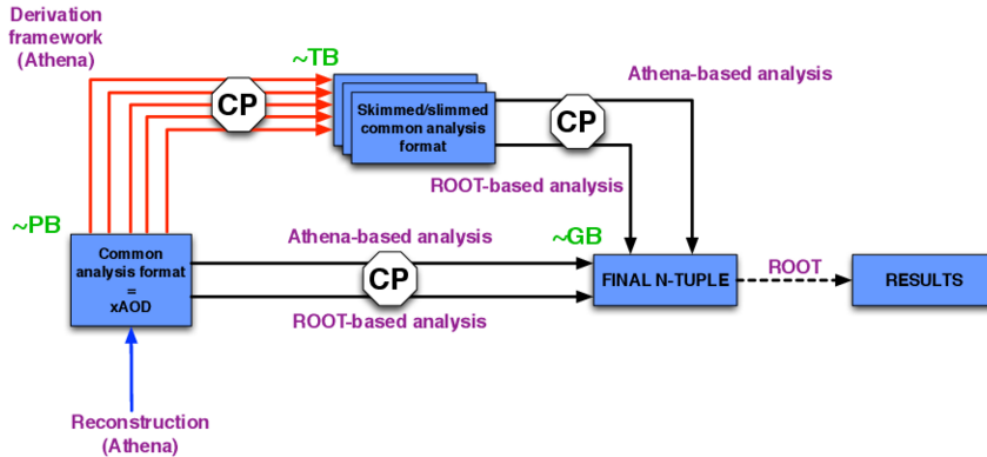 Derivation
framework
(Athena)
~TB
CP
Skimmed/slimmed
common analysis
format
CP
Athena-based analysis
ROOT-based analysis
~PB
Common
analysis format
=
xAOD
Athena-based analysis
CP
ROOT-based analysis
~GB
FINAL N-TUPLE
ROOT
RESULTS
Reconstruction
(Athena)